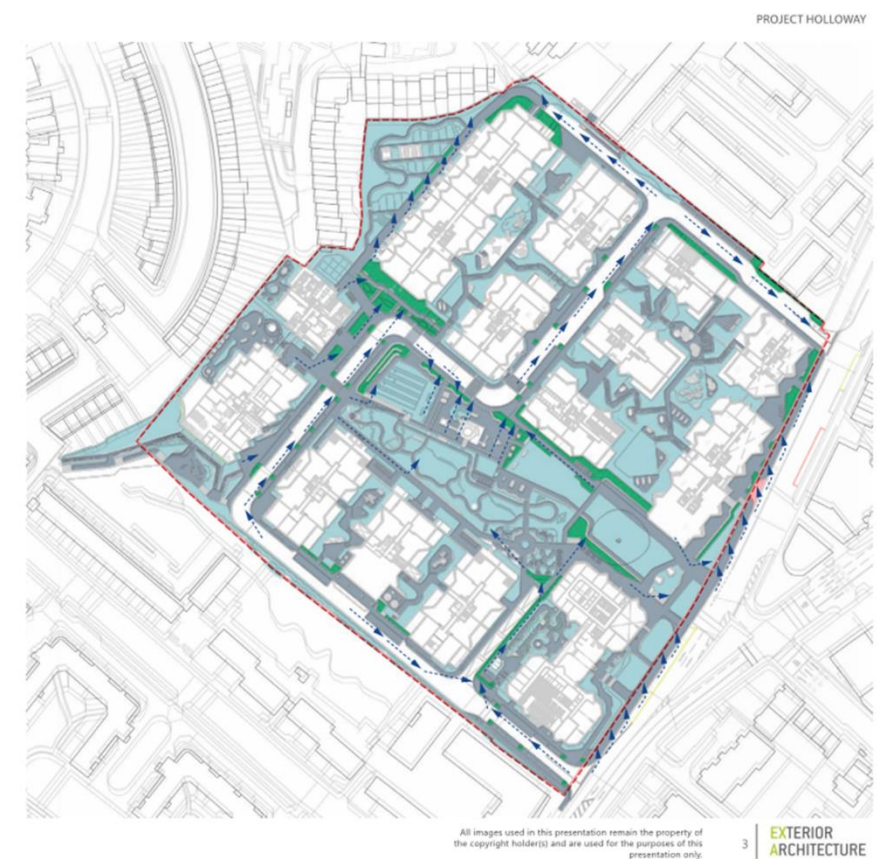 PROJECT HOLLOWAY
All images used in this presentation remain the property of
the copyright holder(s) and are used for the purposes of this
presentation only.
3
EXTERIOR
ARCHITECTURE